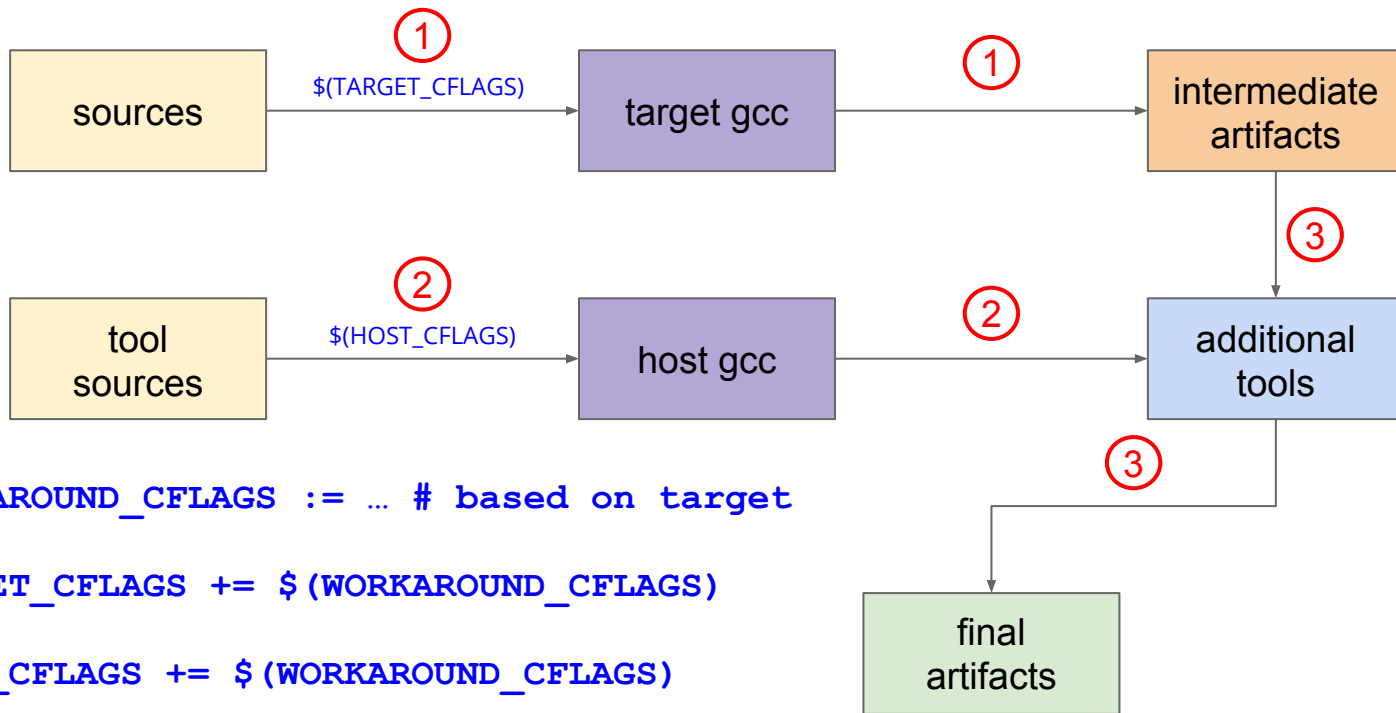 1
1
sources
$(TARGET_CFLAGS)
target gcc
intermediate
artifacts
3
2
2
tool
sources
$(HOST_CFLAGS)
host gcc
additional
tools
3
AROUND_CFLAGS := … # based on target
ET_CFLAGS += $(WORKAROUND_CFLAGS)
_CFLAGS += $(WORKAROUND_CFLAGS)
final
artifacts